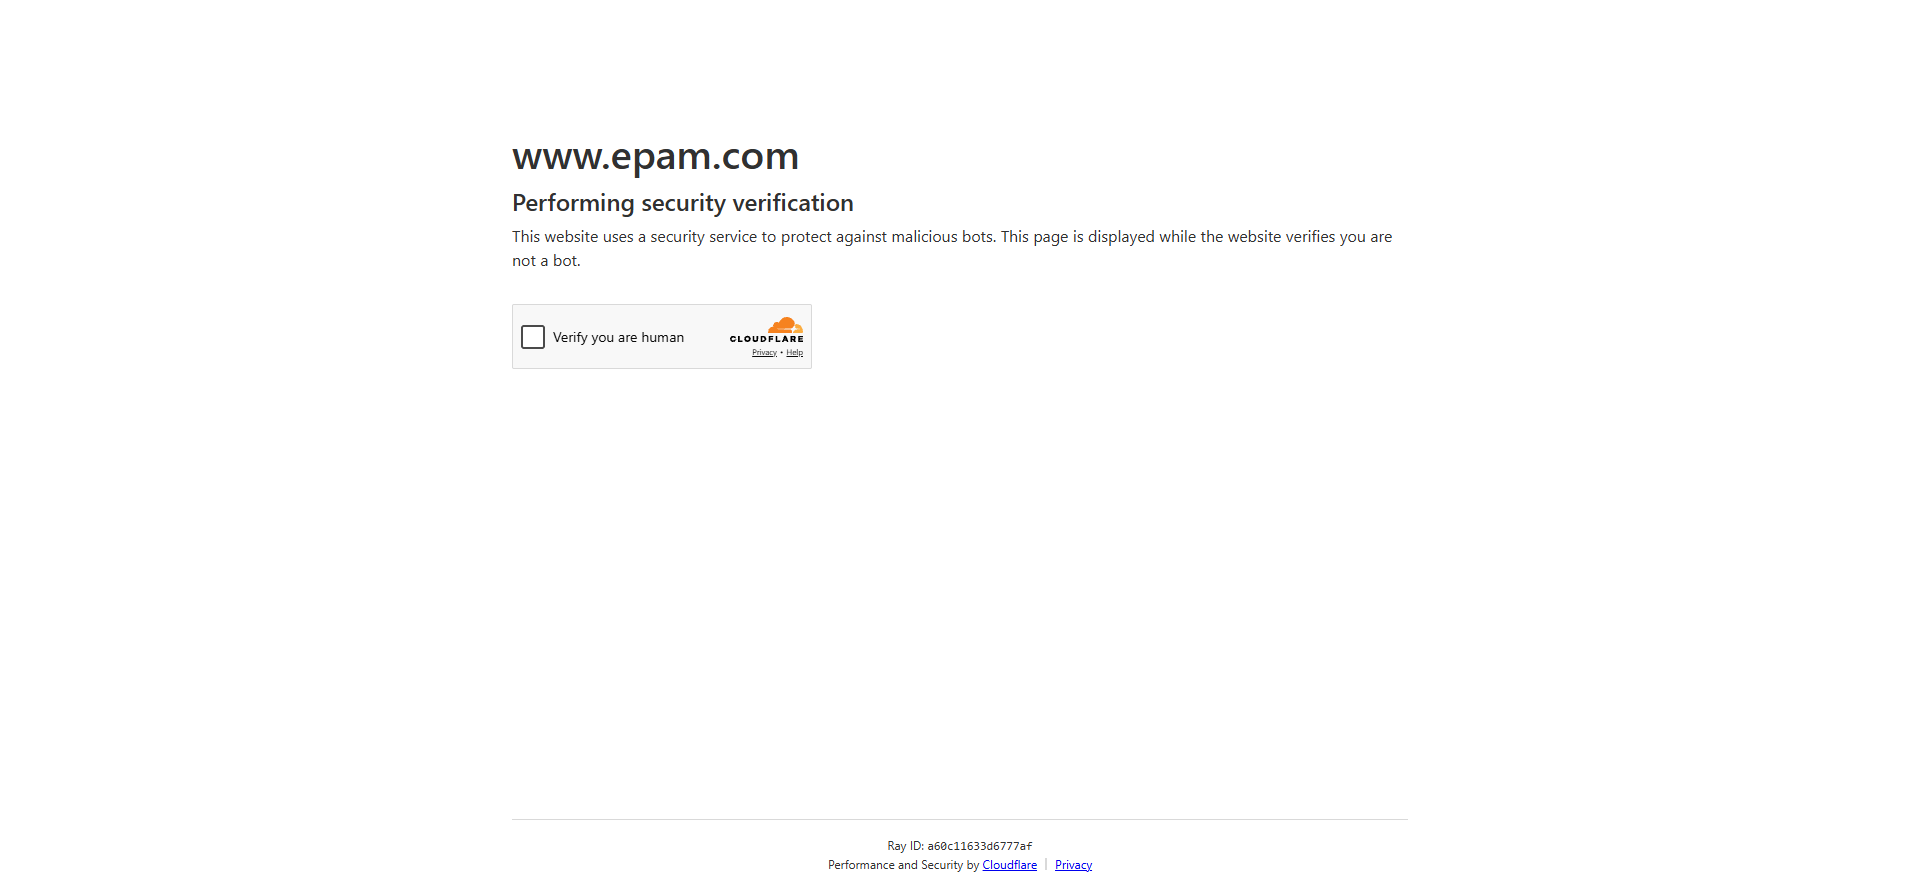 www.epam.com
Performing security verification
This website uses a security service to protect against malicious bots. This page is displayed while the website verifies you are
not a bot.
Verify you are human
CLOUDFLARE
Privacy • Help
Ray ID: a60c11633d6777af
Performance and Security by Cloudflare | Privacy